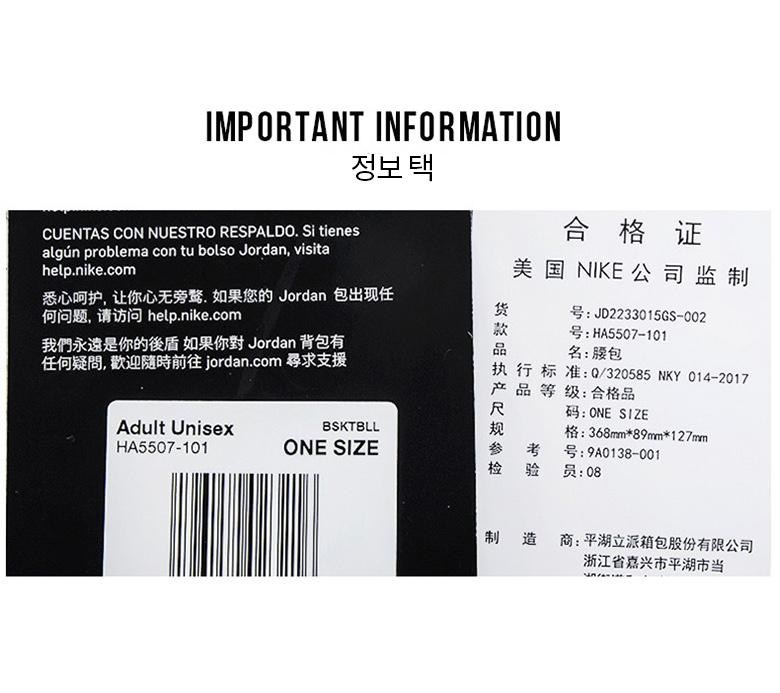 IMPORTANT INFORMATION
정보 택
CUENTAS CON NUESTRO RESPALDO. Si tienes
algún problema con tu bolso Jordan, visita
help.nike.com
悉心呵护, 让你心无旁骛. 如果您的 Jordan 包出现任
何问题, 请访问 help.nike.com
我們永遠是你的後盾 如果你對 Jordan 背包有
任何疑問, 歡迎隨時前往 jordan.com 尋求支援
Adult Unisex
BSKTBLL
HA5507-101
ONE SIZE
合格证
美国NIKE公司监制
货号:JD2233015GS-002
款号:HA5507-101
品名:腰包
执行标准:Q/320585 NKY 014-2017
产品等级:合格品
尺码:ONE SIZE
规格:368mm*89mm*127mm
参考号:9A0138-001
检验员:08
制造商:平湖立派箱包股份有限公司
浙江省嘉兴市平湖市当